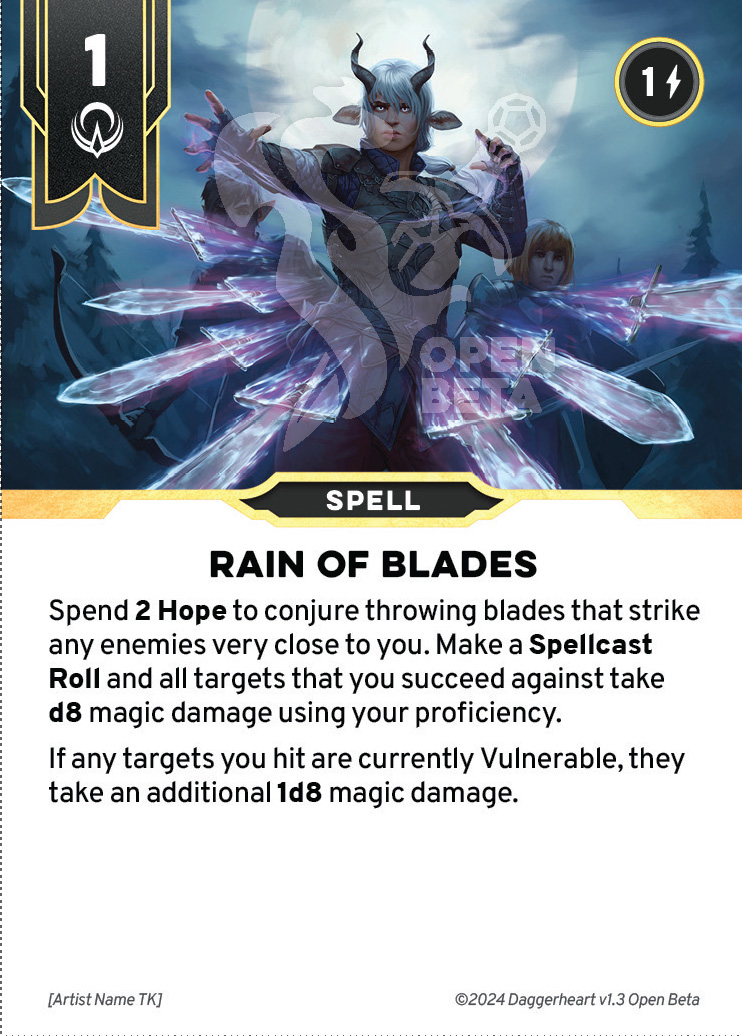 1
1
OPEN
BETA
SPELL
RAIN OF BLADES
Spend 2 Hope to conjure throwing blades that strike
any enemies very close to you. Make a Spellcast
Roll and all targets that you succeed against take
d8 magic damage using your proficiency.
If any targets you hit are currently Vulnerable, they
take an additional 1d8 magic damage.
[Artist Name TK]
©2024 Daggerheart v1.3 Open Beta